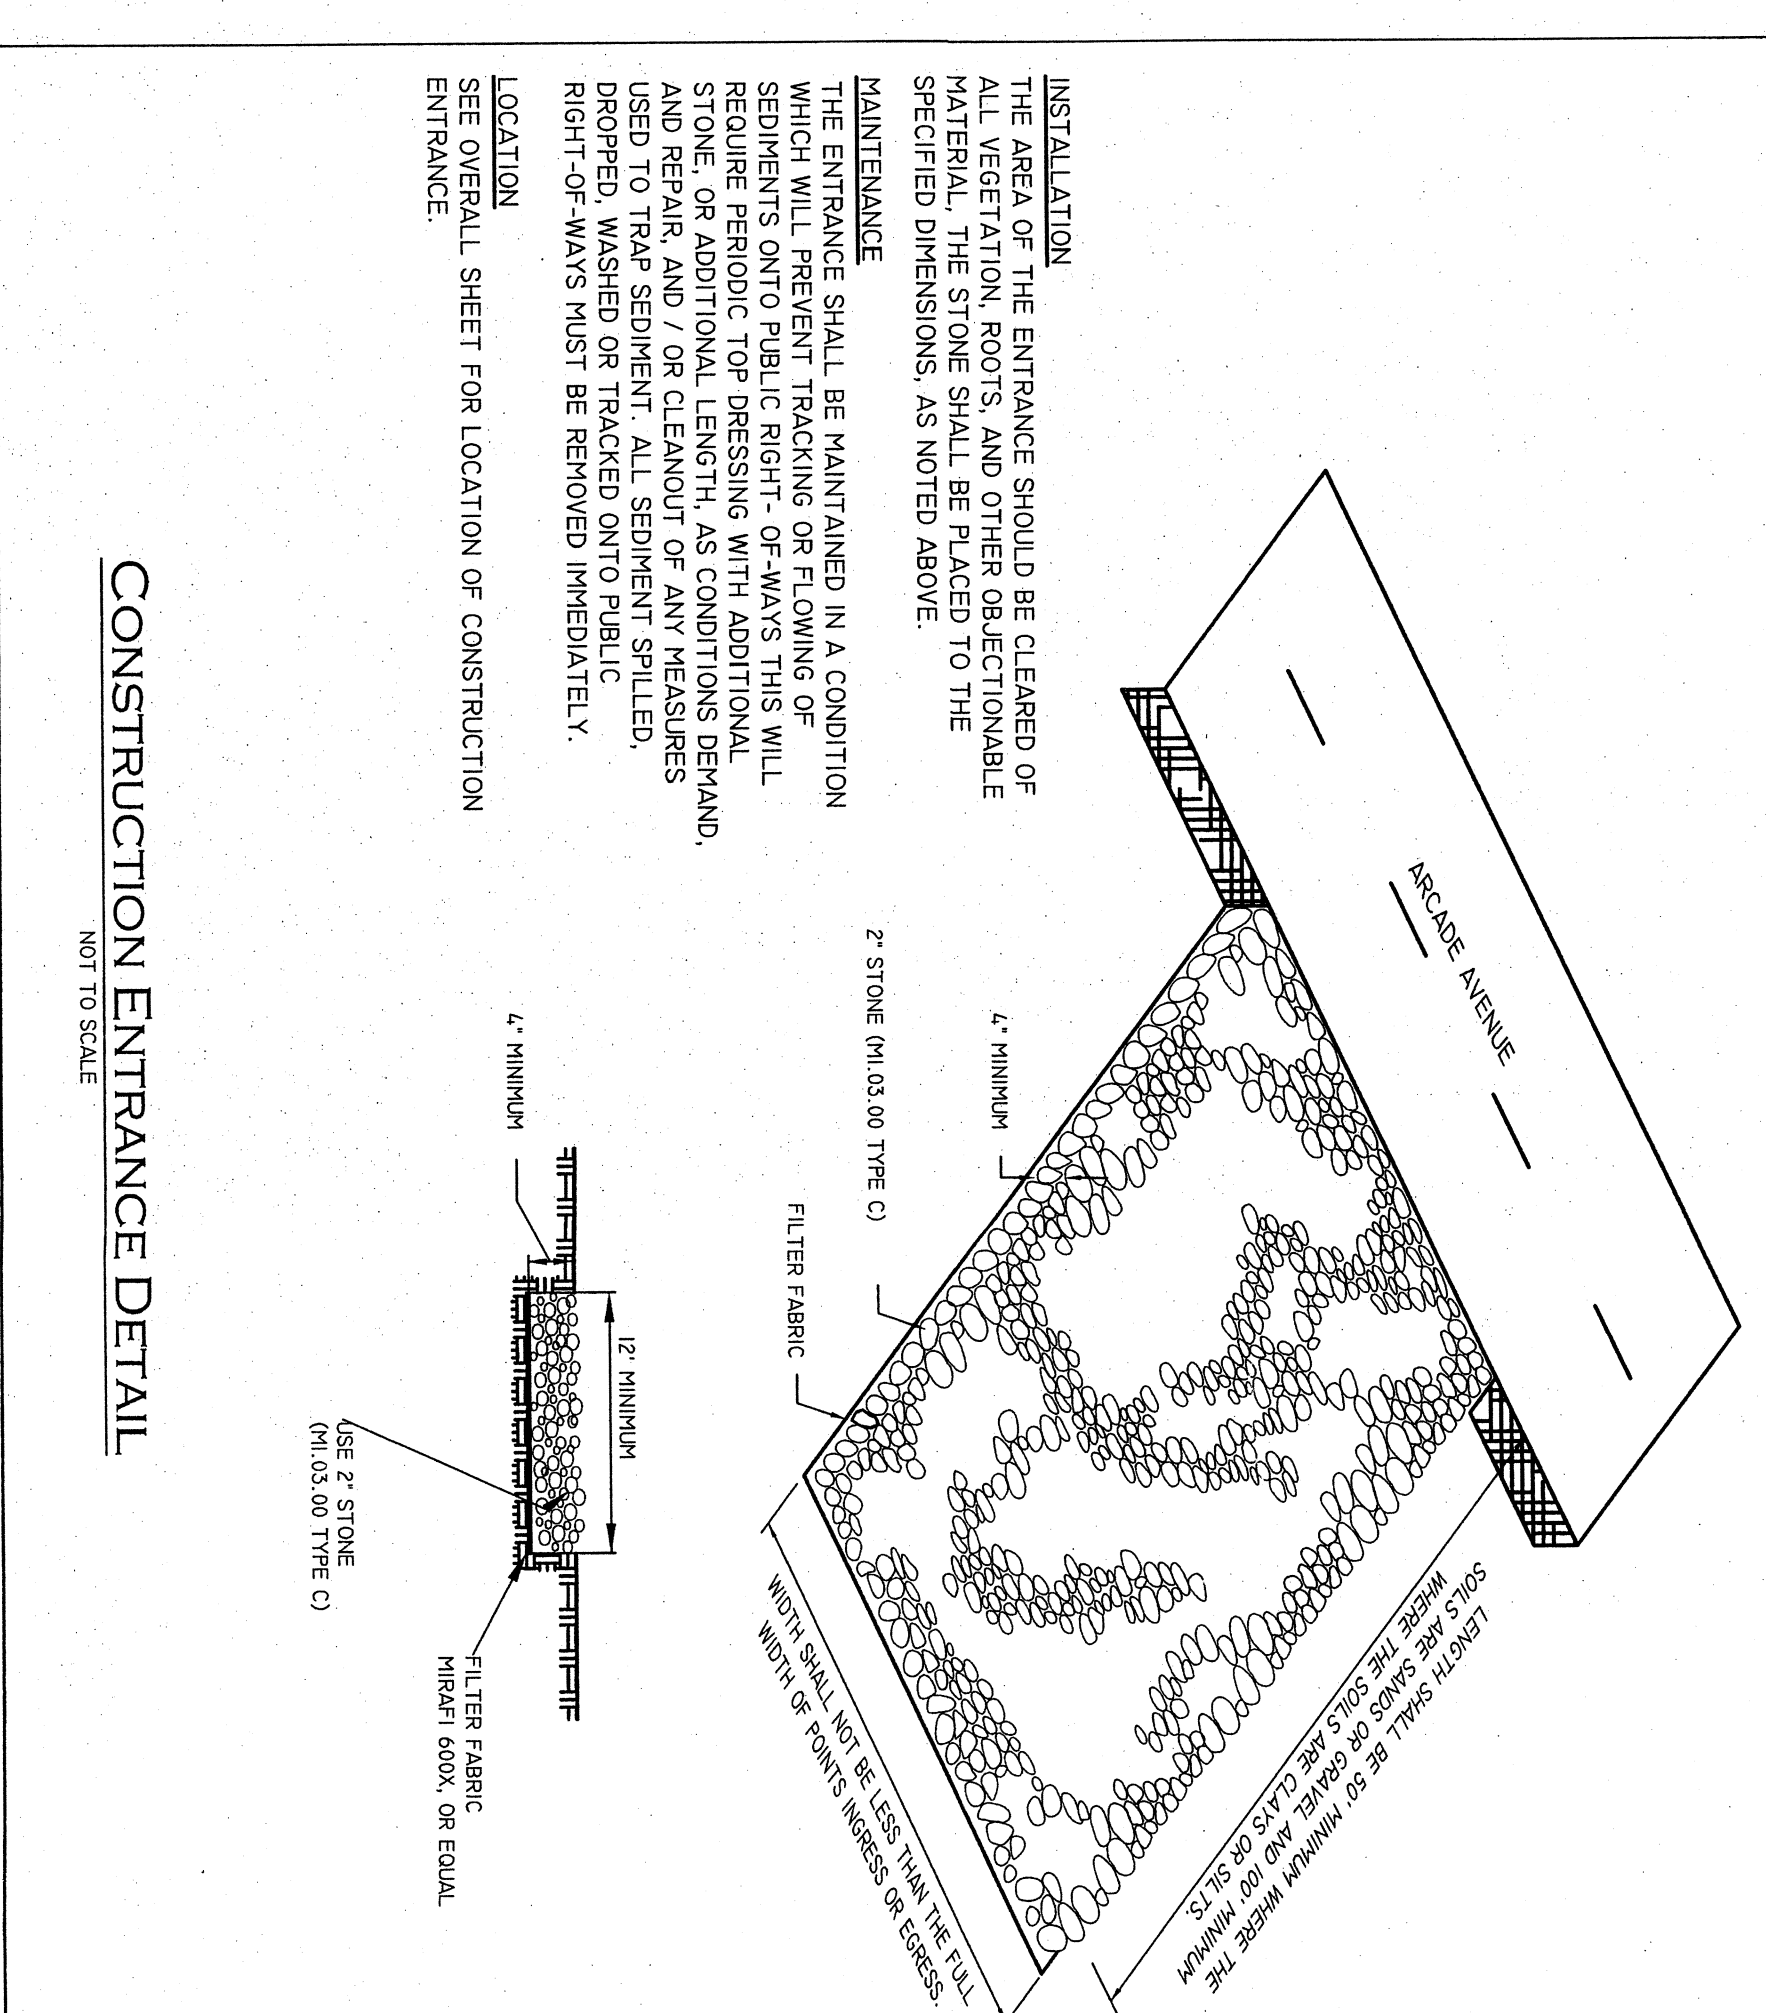 ARCADE AVENUE
4" MINIMUM
2" STONE (M1.03.00 TYPE C)
FILTER FABRIC
LENGTH SHALL BE 50' MINIMUM WHERE THE
SOILS ARE SANDS OR GRAVEL AND 100' MINIMUM
WHERE THE SOILS ARE CLAYS OR SILTS.
WIDTH SHALL NOT BE LESS THAN THE FULL
WIDTH OF POINTS INGRESS OR EGRESS.
INSTALLATION
THE AREA OF THE ENTRANCE SHOULD BE CLEARED OF
ALL VEGETATION, ROOTS, AND OTHER OBJECTIONABLE
MATERIAL, THE STONE SHALL BE PLACED TO THE
SPECIFIED DIMENSIONS, AS NOTED ABOVE.
MAINTENANCE
THE ENTRANCE SHALL BE MAINTAINED IN A CONDITION
WHICH WILL PREVENT TRACKING OR FLOWING OF
SEDIMENTS ONTO PUBLIC RIGHT- OF-WAYS THIS WILL
REQUIRE PERIODIC TOP DRESSING WITH ADDITIONAL
STONE, OR ADDITIONAL LENGTH, AS CONDITIONS DEMAND,
AND REPAIR, AND / OR CLEANOUT OF ANY MEASURES
USED TO TRAP SEDIMENT. ALL SEDIMENT SPILLED,
DROPPED, WASHED OR TRACKED ONTO PUBLIC
RIGHT-OF-WAYS MUST BE REMOVED IMMEDIATELY.
LOCATION
SEE OVERALL SHEET FOR LOCATION OF CONSTRUCTION
ENTRANCE.
12' MINIMUM
4" MINIMUM
FILTER FABRIC
MIRAFI 600X, OR EQUAL
USE 2" STONE
(M1.03.00 TYPE C)
CONSTRUCTION ENTRANCE DETAIL
NOT TO SCALE